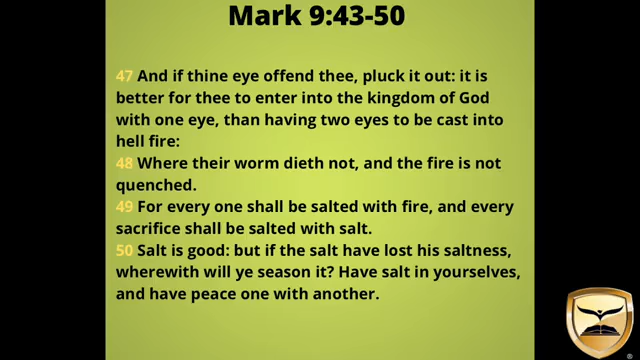 Mark 9:43-50
47 And if thine eye offend thee, pluck it out: it is
better for thee to enter into the kingdom of God
with one eye, than having two eyes to be cast into
hell fire:
48 Where their worm dieth not, and the fire is not
quenched.
49 For every one shall be salted with fire, and every
sacrifice shall be salted with salt.
50 Salt is good: but if the salt have lost his saltness,
wherewith will ye season it? Have salt in yourselves,
and have peace one with another.
®